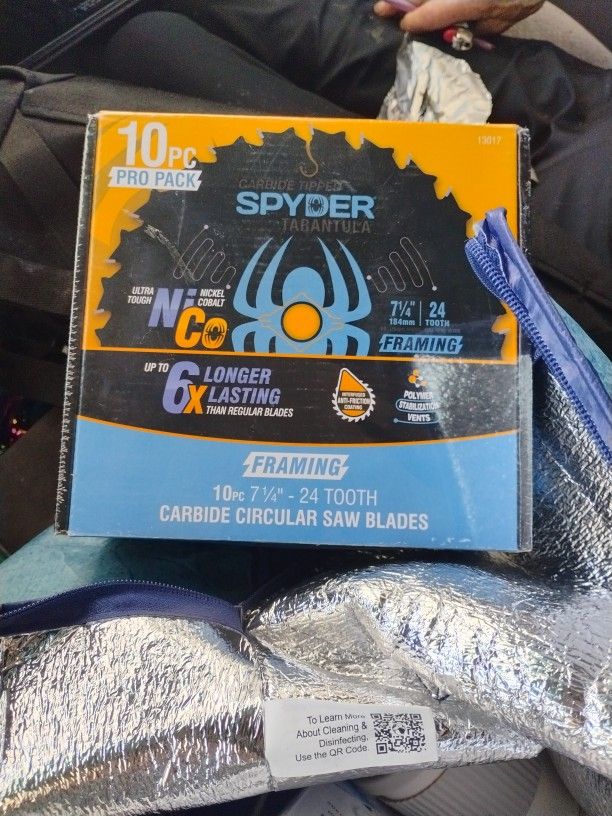 10PC
PRO PACK
13017
CARBIDE TIPPED
SPYDER
TARANTULA
ULTRA TOUGH
NiCo
NICKEL COBALT
7 1/4"
184mm
24
TOOTH
FRAMING
UP TO
6X LONGER LASTING
THAN REGULAR BLADES
ANTI-FRICTION
COATING
POLYMER
STABILIZATION
VENTS
FRAMING
10PC 7 1/4" - 24 TOOTH
CARBIDE CIRCULAR SAW BLADES
To Learn More
About Cleaning &
Disinfecting,
Use the QR Code.